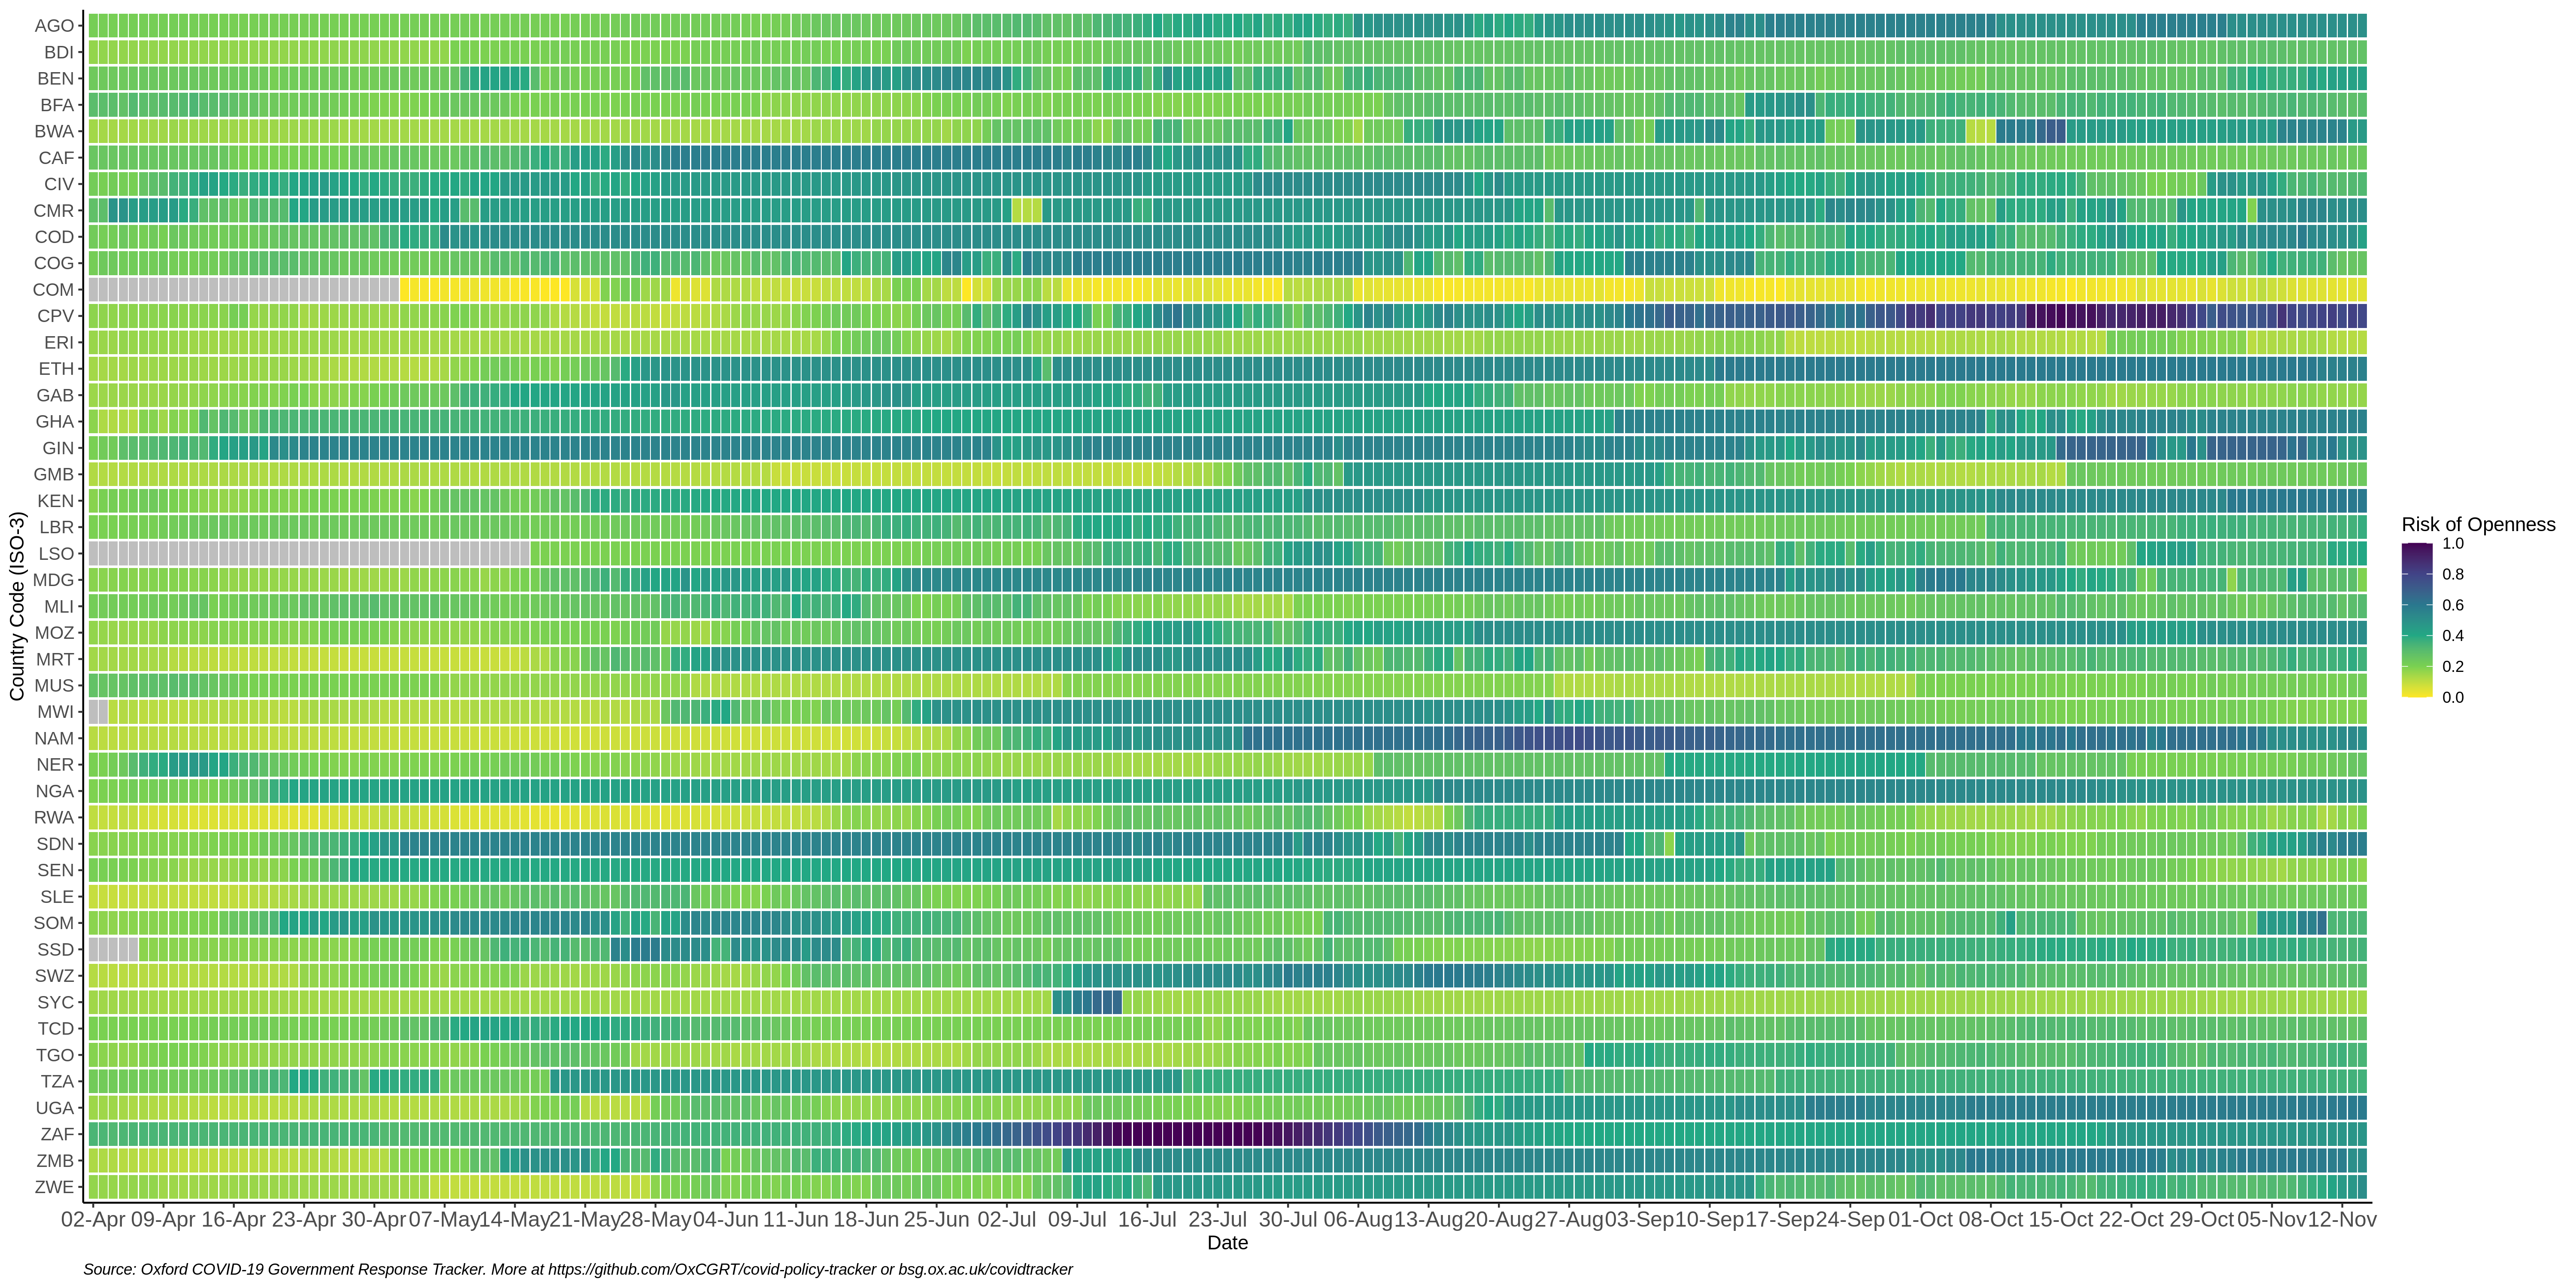 AGO
BDI
BEN
BFA
BWA
CAF
CIV
CMR
COD
COG
COM
CPV
ERI
ETH
GAB
GHA
GIN
GMB
KEN
LBR
LSO
MDG
MLI
MOZ
MRT
MUS
MWI
NAM
NER
NGA
RWA
SDN
SEN
SLE
SOM
SSD
SWZ
SYC
TCD
TGO
TZA
UGA
ZAF
ZMB
ZWE
Country Code (ISO-3)
02-Apr 09-Apr 16-Apr 23-Apr 30-Apr 07-May 14-May 21-May 28-May 04-Jun 11-Jun 18-Jun 25-Jun 02-Jul 09-Jul 16-Jul 23-Jul 30-Jul 06-Aug 13-Aug 20-Aug 27-Aug 03-Sep 10-Sep 17-Sep 24-Sep 01-Oct 08-Oct 15-Oct 22-Oct 29-Oct 05-Nov 12-Nov
Date
Risk of Openness
1.0
0.8
0.6
0.4
0.2
0.0
Source: Oxford COVID-19 Government Response Tracker. More at https://github.com/OxCGRT/covid-policy-tracker or bsg.ox.ac.uk/covidtracker